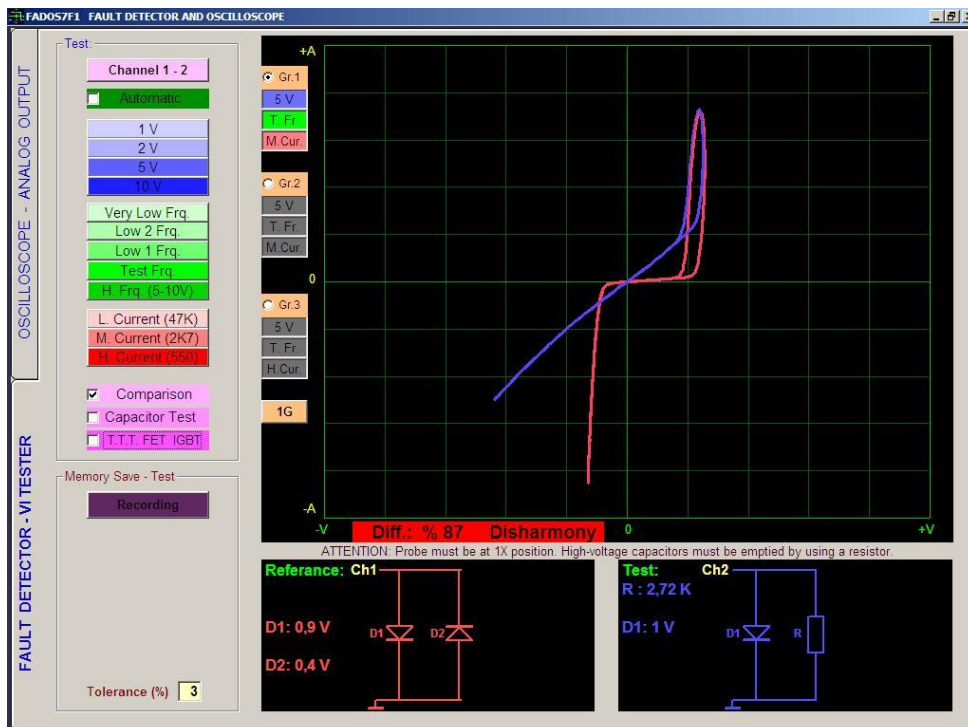 FADOS7F1 FAULT DETECTOR AND OSCILLOSCOPE
OSCILLOSCOPE - ANALOG OUTPUT
FAULT DETECTOR - VI TESTER
Test:
Channel 1 - 2
Automatic
1 V
2 V
5 V
10 V
Very Low Frq.
Low 2 Frq.
Low 1 Frq.
Test Frq.
H. Frq. (5-10V)
L. Current (47K)
M. Current (2K7)
H. Current (550)
Comparison
Capacitor Test
T.T.T. FET IGBT
Memory Save - Test
Recording
Tolerance (%) 3
+A
Gr.1
5 V
T. Fr.
M.Cur.
Gr.2
5 V
T. Fr.
M.Cur.
0
Gr.3
5 V
T. Fr.
H.Cur.
1G
-A
-V
Diff.: % 87 Disharmony
0
+V
ATTENTION: Probe must be at 1X position. High-voltage capacitors must be emptied by using a resistor.
Referance: Ch1
D1: 0,9 V
D1
D2
D2: 0,4 V
Test: Ch2
R : 2,72 K
D1: 1 V
D1
R